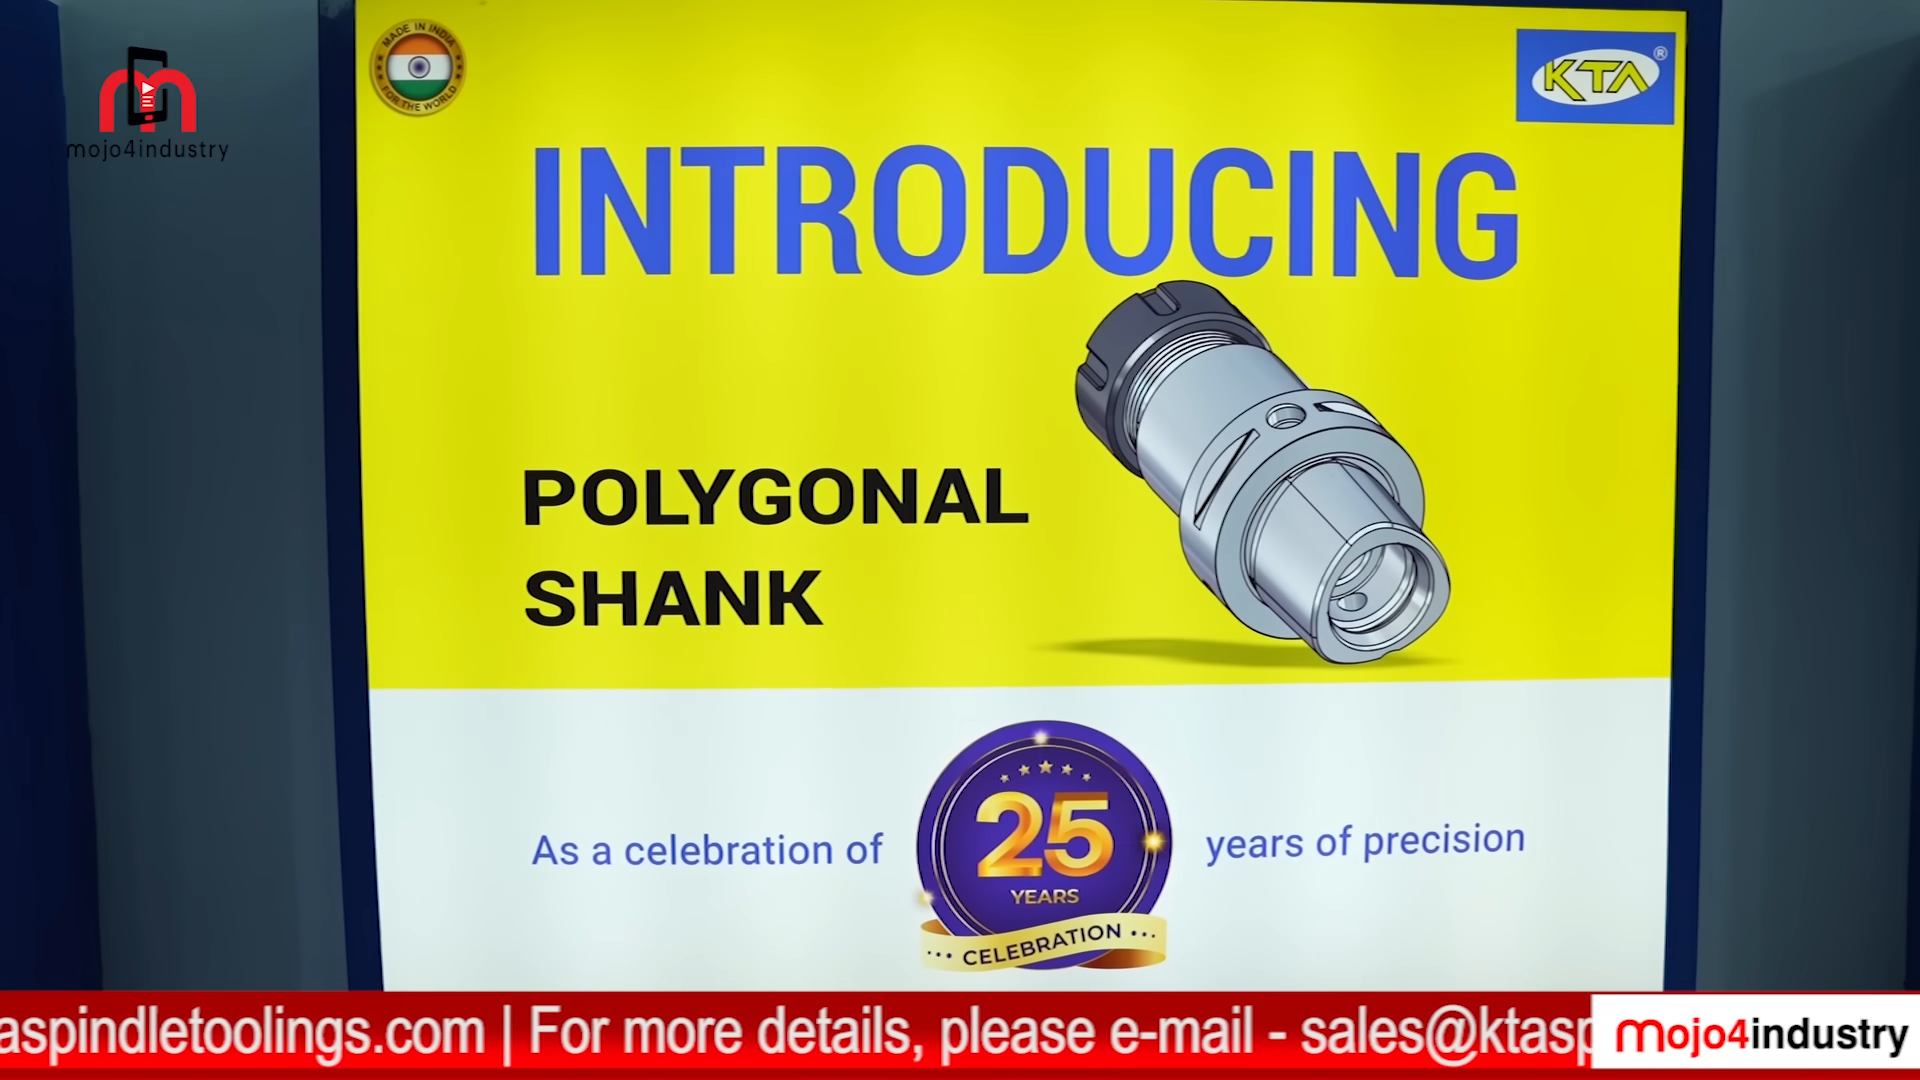 MADE IN INDIA
FOR THE WORLD
mojo4industry
KTA®
INTRODUCING
POLYGONAL
SHANK
As a celebration of
25
YEARS
CELEBRATION
years of precision
aspindletoolings.com | For more details, please e-mail - sales@ktasp
mojo4industry